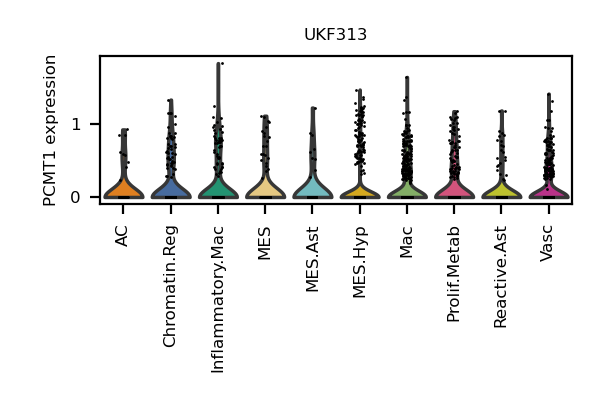 UKF313
PCMT1 expression
1
0
AC
Chromatin.Reg
Inflammatory.Mac
MES
MES.Ast
MES.Hyp
Mac
Prolif.Metab
Reactive.Ast
Vasc